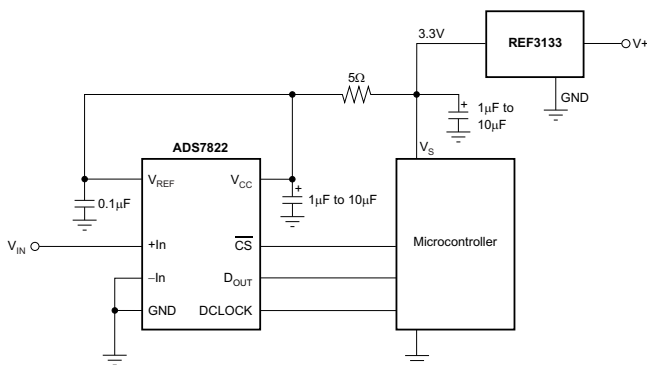 3.3V
REF3133
V+
GND
5Ω
1μF to
10μF
ADS7822
V_S
V_REF
V_CC
0.1μF
1μF to 10μF
V_IN
+In
C̅S̅
Microcontroller
–In
D_OUT
GND
DCLOCK